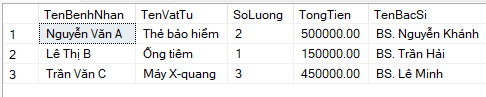 TenBenhNhan TenVatTu SoLuong TongTien TenBacSi
1 Nguyễn Văn A Thẻ bảo hiểm 2 500000.00 BS. Nguyễn Khánh
2 Lê Thị B Ống tiêm 1 150000.00 BS. Trần Hải
3 Trần Văn C Máy X-quang 3 450000.00 BS. Lê Minh